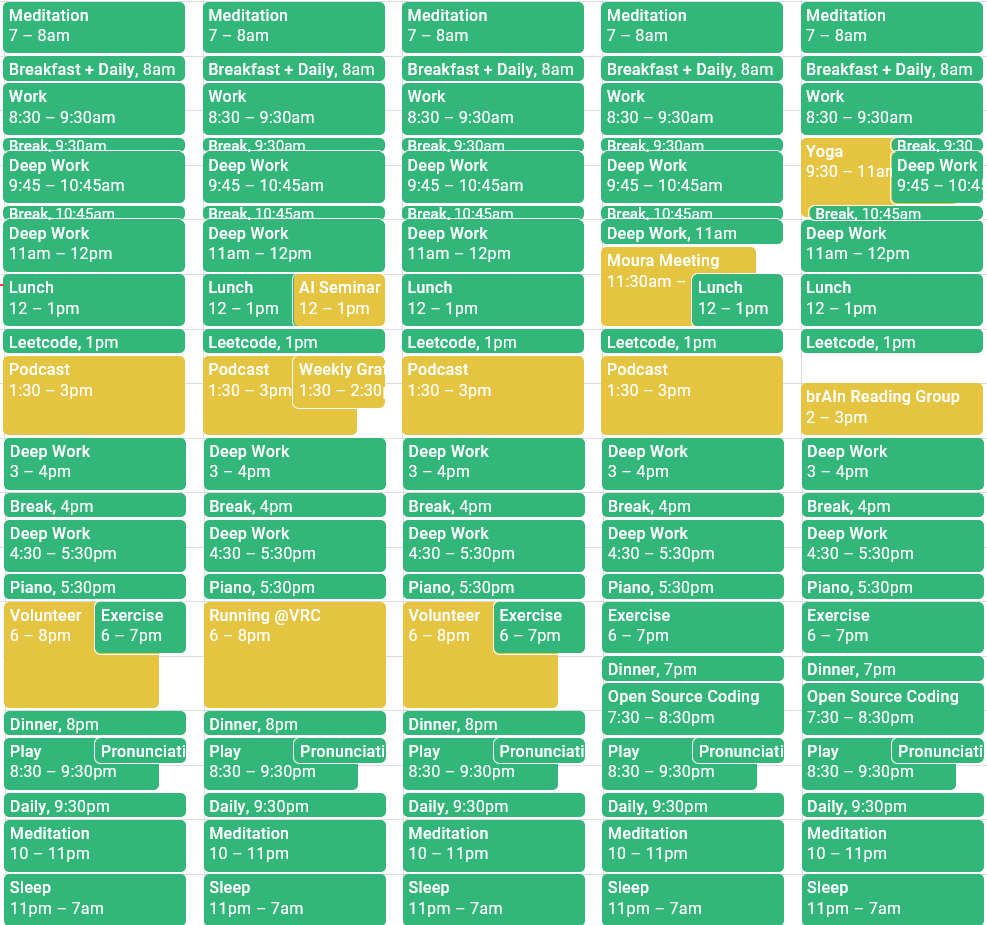 Meditation
7 – 8am
Breakfast + Daily, 8am
Work
8:30 – 9:30am
Break, 9:30am
Deep Work
9:45 – 10:45am
Break, 10:45am
Deep Work
11am – 12pm
Lunch
12 – 1pm
Leetcode, 1pm
Podcast
1:30 – 3pm
Deep Work
3 – 4pm
Break, 4pm
Deep Work
4:30 – 5:30pm
Piano, 5:30pm
Volunteer
6 – 8pm
Exercise
6 – 7pm
Dinner, 8pm
Play
8:30 – 9:30pm
Pronunciati
Daily, 9:30pm
Meditation
10 – 11pm
Sleep
11pm – 7am
Meditation
7 – 8am
Breakfast + Daily, 8am
Work
8:30 – 9:30am
Break, 9:30am
Deep Work
9:45 – 10:45am
Break, 10:45am
Deep Work
11am – 12pm
Lunch
12 – 1pm
AI Seminar
12 – 1pm
Leetcode, 1pm
Podcast
1:30 – 3pm
Weekly Grat
1:30 – 2:30p
Deep Work
3 – 4pm
Break, 4pm
Deep Work
4:30 – 5:30pm
Piano, 5:30pm
Running @VRC
6 – 8pm
Dinner, 8pm
Play
8:30 – 9:30pm
Pronunciati
Daily, 9:30pm
Meditation
10 – 11pm
Sleep
11pm – 7am
Meditation
7 – 8am
Breakfast + Daily, 8am
Work
8:30 – 9:30am
Break, 9:30am
Deep Work
9:45 – 10:45am
Break, 10:45am
Deep Work
11am – 12pm
Lunch
12 – 1pm
Leetcode, 1pm
Podcast
1:30 – 3pm
Deep Work
3 – 4pm
Break, 4pm
Deep Work
4:30 – 5:30pm
Piano, 5:30pm
Volunteer
6 – 8pm
Exercise
6 – 7pm
Dinner, 8pm
Play
8:30 – 9:30pm
Pronunciati
Daily, 9:30pm
Meditation
10 – 11pm
Sleep
11pm – 7am
Meditation
7 – 8am
Breakfast + Daily, 8am
Work
8:30 – 9:30am
Break, 9:30am
Deep Work
9:45 – 10:45am
Break, 10:45am
Deep Work, 11am
Moura Meeting
11:30am –
Lunch
12 – 1pm
Leetcode, 1pm
Podcast
1:30 – 3pm
Deep Work
3 – 4pm
Break, 4pm
Deep Work
4:30 – 5:30pm
Piano, 5:30pm
Exercise
6 – 7pm
Dinner, 7pm
Open Source Coding
7:30 – 8:30pm
Play
8:30 – 9:30pm
Pronunciati
Daily, 9:30pm
Meditation
10 – 11pm
Sleep
11pm – 7am
Meditation
7 – 8am
Breakfast + Daily, 8am
Work
8:30 – 9:30am
Yoga
9:30 – 11ar
Break, 9:30
Deep Work
9:45 – 10:45
Break, 10:45am
Deep Work
11am – 12pm
Lunch
12 – 1pm
Leetcode, 1pm
brAIn Reading Group
2 – 3pm
Deep Work
3 – 4pm
Break, 4pm
Deep Work
4:30 – 5:30pm
Piano, 5:30pm
Exercise
6 – 7pm
Dinner, 7pm
Open Source Coding
7:30 – 8:30pm
Play
8:30 – 9:30pm
Pronunciati
Daily, 9:30pm
Meditation
10 – 11pm
Sleep
11pm – 7am